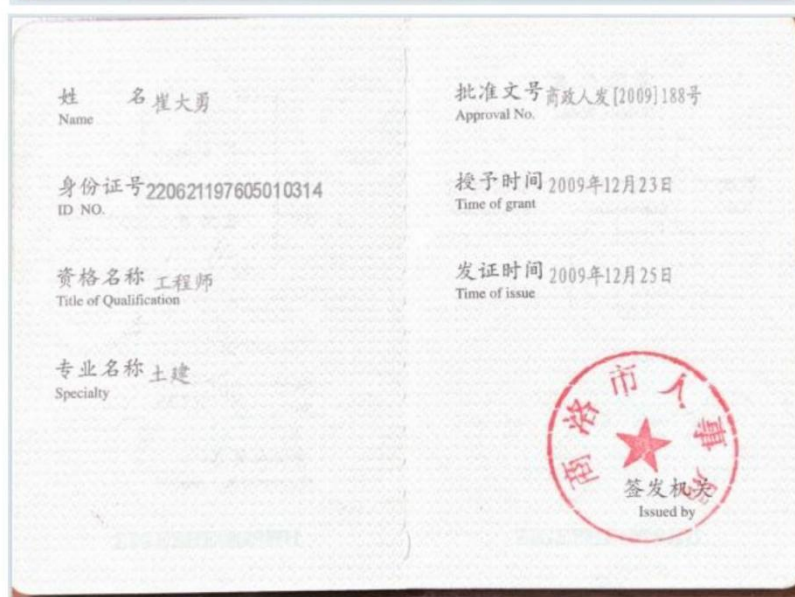 姓 名 崔大勇
Name
身份证号 220621197605010314
ID NO.
资格名称 工程师
Title of Qualification
专业名称 土建
Specialty
批准文号 商政人发[2009]188号
Approval No.
授予时间 2009年12月23日
Time of grant
发证时间 2009年12月25日
Time of issue
商洛市人事局
签发机关
Issued by